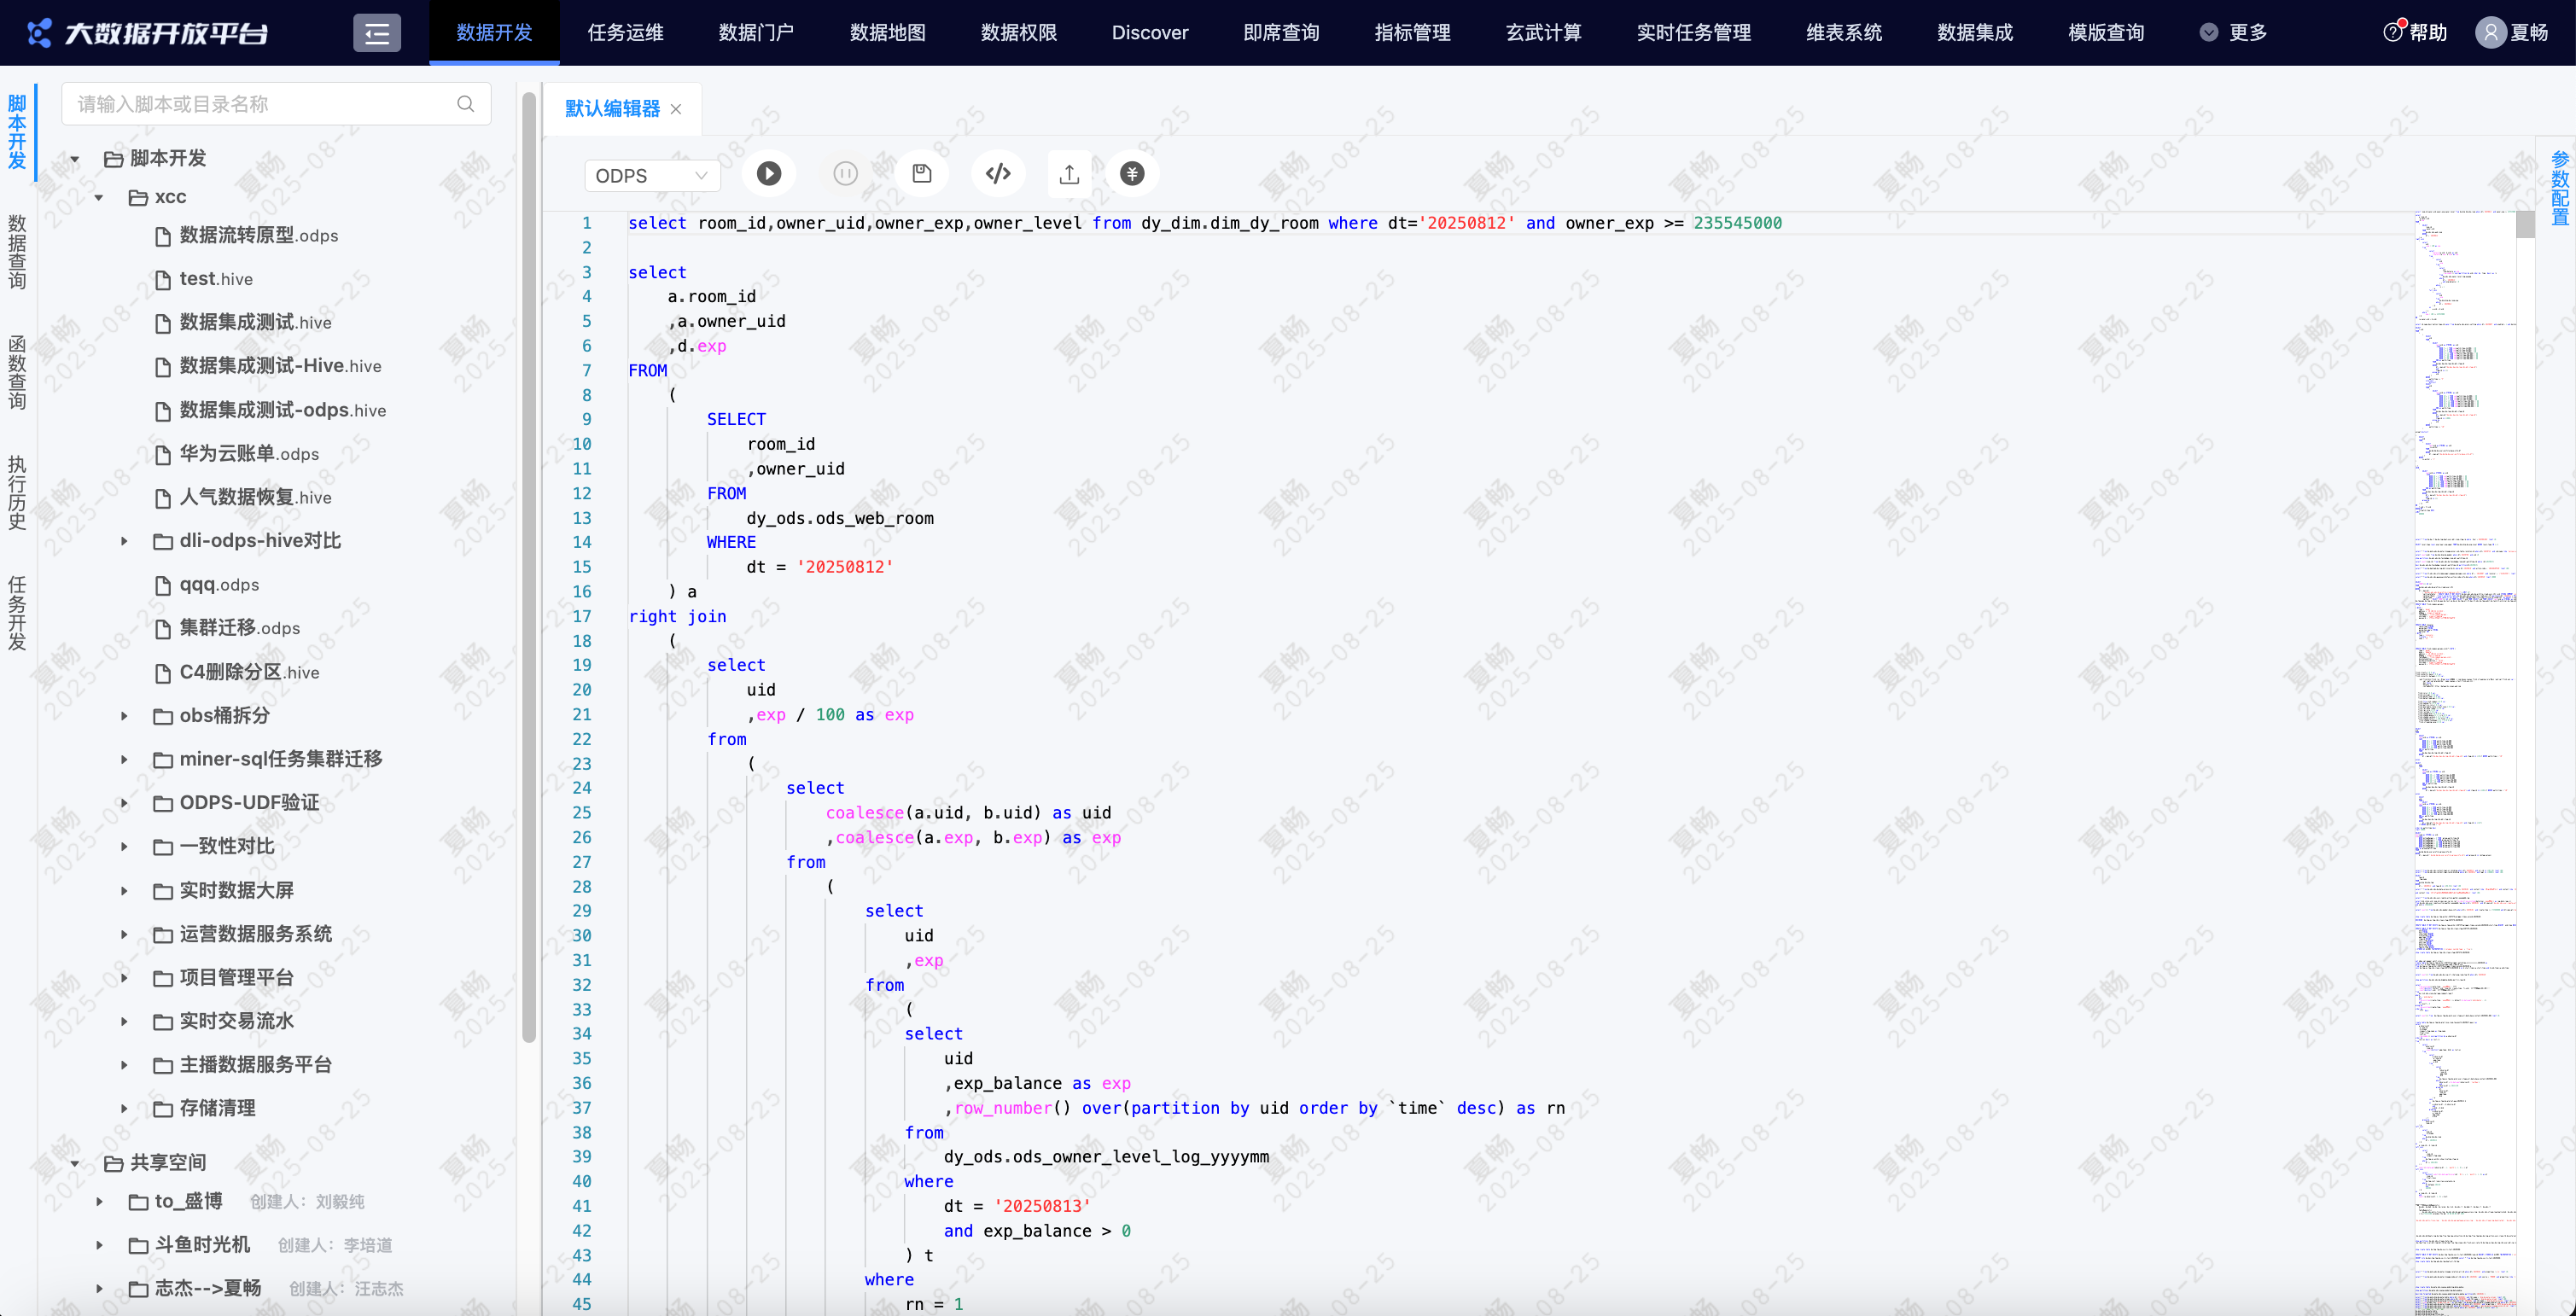 大数据开放平台
数据开发 任务运维 数据门户 数据地图 数据权限 Discover 即席查询 指标管理 玄武计算 实时任务管理 维表系统 数据集成 模版查询 更多 帮助 夏畅
脚本开发
数据查询
函数查询
执行历史
任务开发
请输入脚本或目录名称
脚本开发
xcc
数据流转原型.odps
test.hive
数据集成测试.hive
数据集成测试-Hive.hive
数据集成测试-odps.hive
华为云账单.odps
人气数据恢复.hive
dli-odps-hive对比
qqq.odps
集群迁移.odps
C4删除分区.hive
obs桶拆分
miner-sql任务集群迁移
ODPS-UDF验证
一致性对比
实时数据大屏
运营数据服务系统
项目管理平台
实时交易流水
主播数据服务平台
存储清理
共享空间
to_盛博 创建人：刘毅纯
斗鱼时光机 创建人：李培道
志杰-->夏畅 创建人：汪志杰
默认编辑器
ODPS
1 select room_id,owner_uid,owner_exp,owner_level from dy_dim.dim_dy_room where dt='20250812' and owner_exp >= 235545000
2
3 select
4 a.room_id
5 ,a.owner_uid
6 ,d.exp
7 FROM
8 (
9 SELECT
10 room_id
11 ,owner_uid
12 FROM
13 dy_ods.ods_web_room
14 WHERE
15 dt = '20250812'
16 ) a
17 right join
18 (
19 select
20 uid
21 ,exp / 100 as exp
22 from
23 (
24 select
25 coalesce(a.uid, b.uid) as uid
26 ,coalesce(a.exp, b.exp) as exp
27 from
28 (
29 select
30 uid
31 ,exp
32 from
33 (
34 select
35 uid
36 ,exp_balance as exp
37 ,row_number() over(partition by uid order by `time` desc) as rn
38 from
39 dy_ods.ods_owner_level_log_yyyymm
40 where
41 dt = '20250813'
42 and exp_balance > 0
43 ) t
44 where
45 rn = 1
参数配置
夏畅
2025-08-25